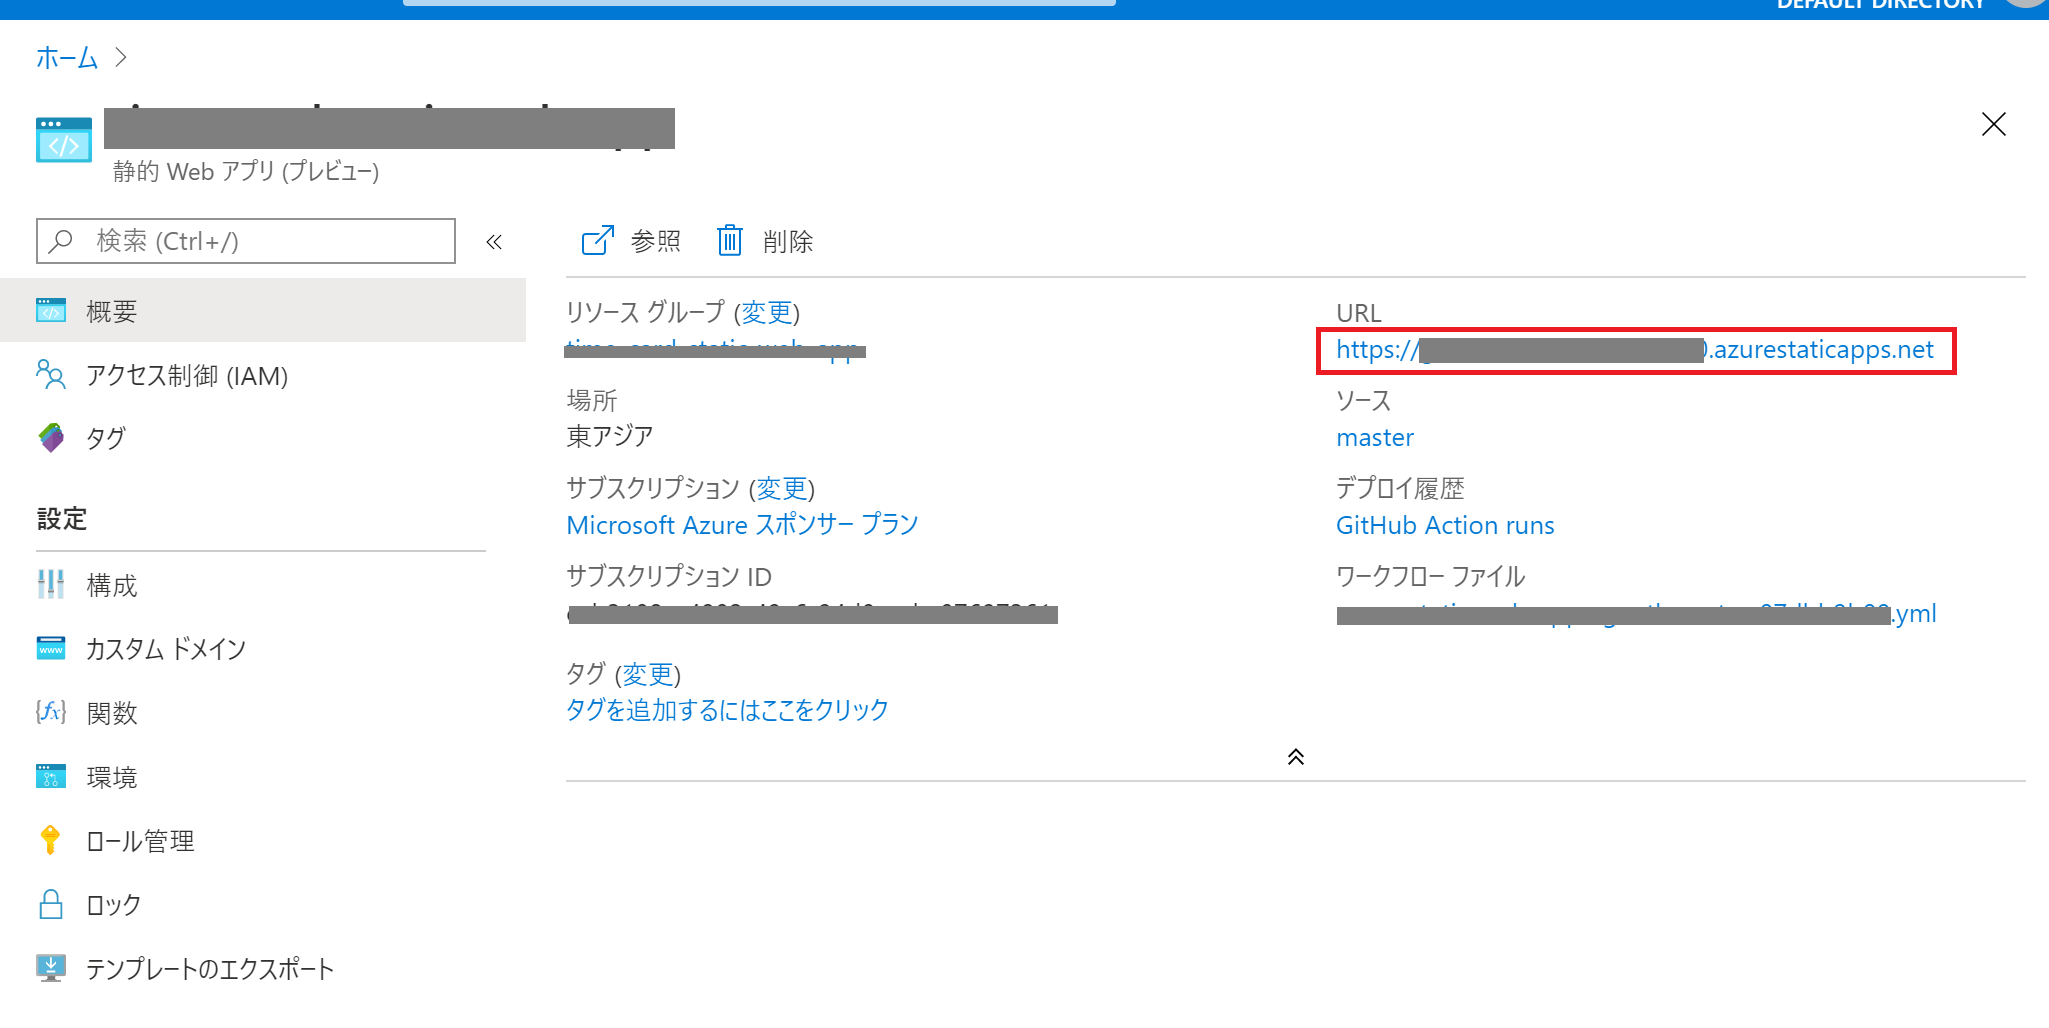 DEFAULT DIRECTORY
ホーム
静的 Web アプリ (プレビュー)
検索 (Ctrl+/)
参照
削除
概要
アクセス制御 (IAM)
タグ
設定
構成
カスタム ドメイン
関数
環境
ロール管理
ロック
テンプレートのエクスポート
リソース グループ (変更)
場所
東アジア
サブスクリプション (変更)
Microsoft Azure スポンサー プラン
サブスクリプション ID
タグ (変更)
タグを追加するにはここをクリック
URL
https:// .azurestaticapps.net
ソース
master
デプロイ履歴
GitHub Action runs
ワークフロー ファイル
.yml